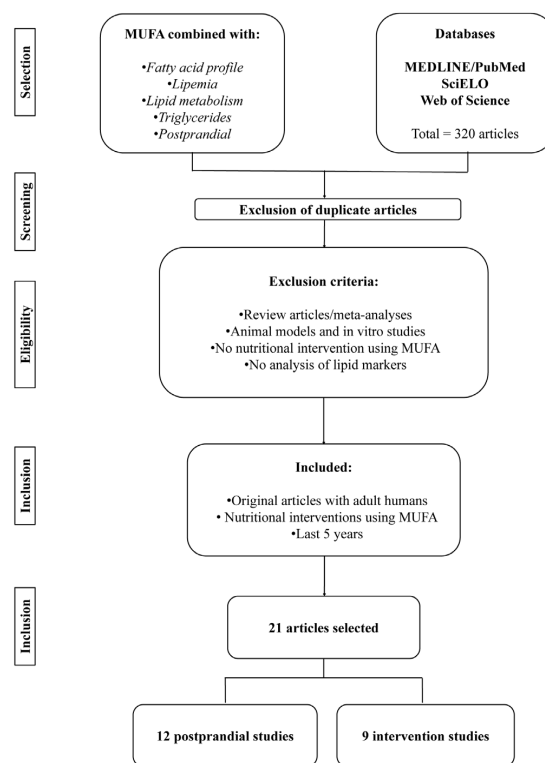 Selection
MUFA combined with:
•Fatty acid profile
•Lipemia
•Lipid metabolism
•Triglycerides
•Postprandial
Databases
MEDLINE/PubMed
SciELO
Web of Science
Total = 320 articles
Screening
Exclusion of duplicate articles
Eligibility
Exclusion criteria:
•Review articles/meta-analyses
•Animal models and in vitro studies
•No nutritional intervention using MUFA
•No analysis of lipid markers
Inclusion
Included:
•Original articles with adult humans
• Nutritional interventions using MUFA
•Last 5 years
Inclusion
21 articles selected
12 postprandial studies
9 intervention studies